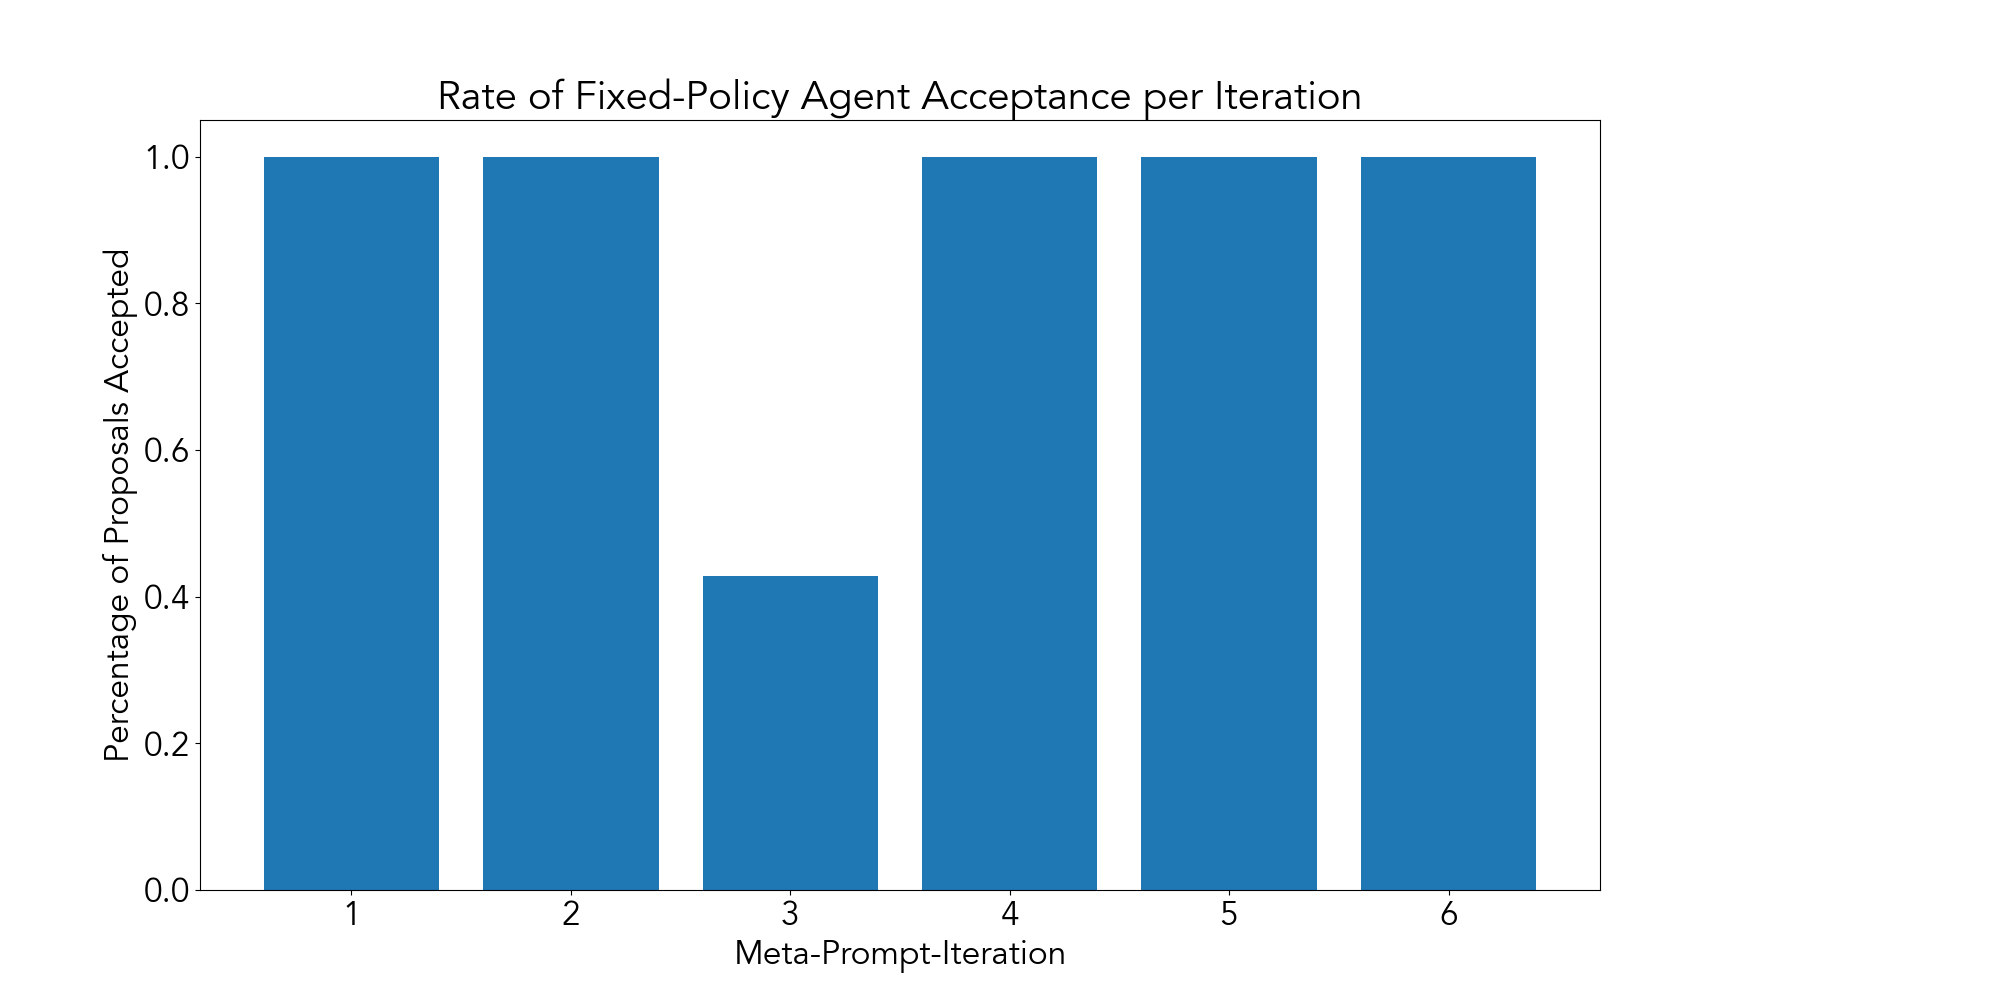 Rate of Fixed-Policy Agent Acceptance per Iteration
Percentage of Proposals Accepted
1.0
0.8
0.6
0.4
0.2
0.0
1 2 3 4 5 6
Meta-Prompt-Iteration